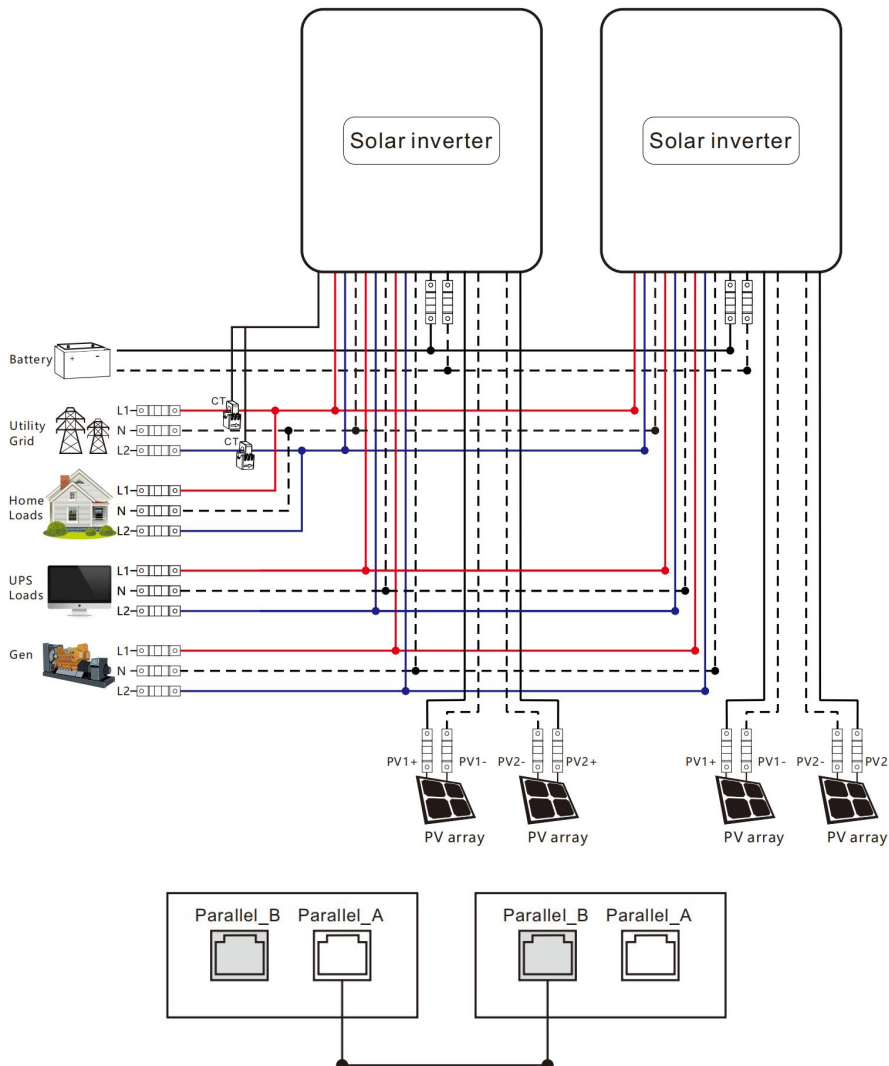 Solar inverter
Solar inverter
Battery
+ -
CT
Utility
Grid
L1
N
L2
CT
Home
Loads
L1
N
L2
UPS
Loads
L1
N
L2
Gen
L1
N
L2
PV1+ PV1- PV2- PV2+
PV1+ PV1- PV2- PV2
PV array PV array PV array PV array
Parallel_B Parallel_A
Parallel_B Parallel_A